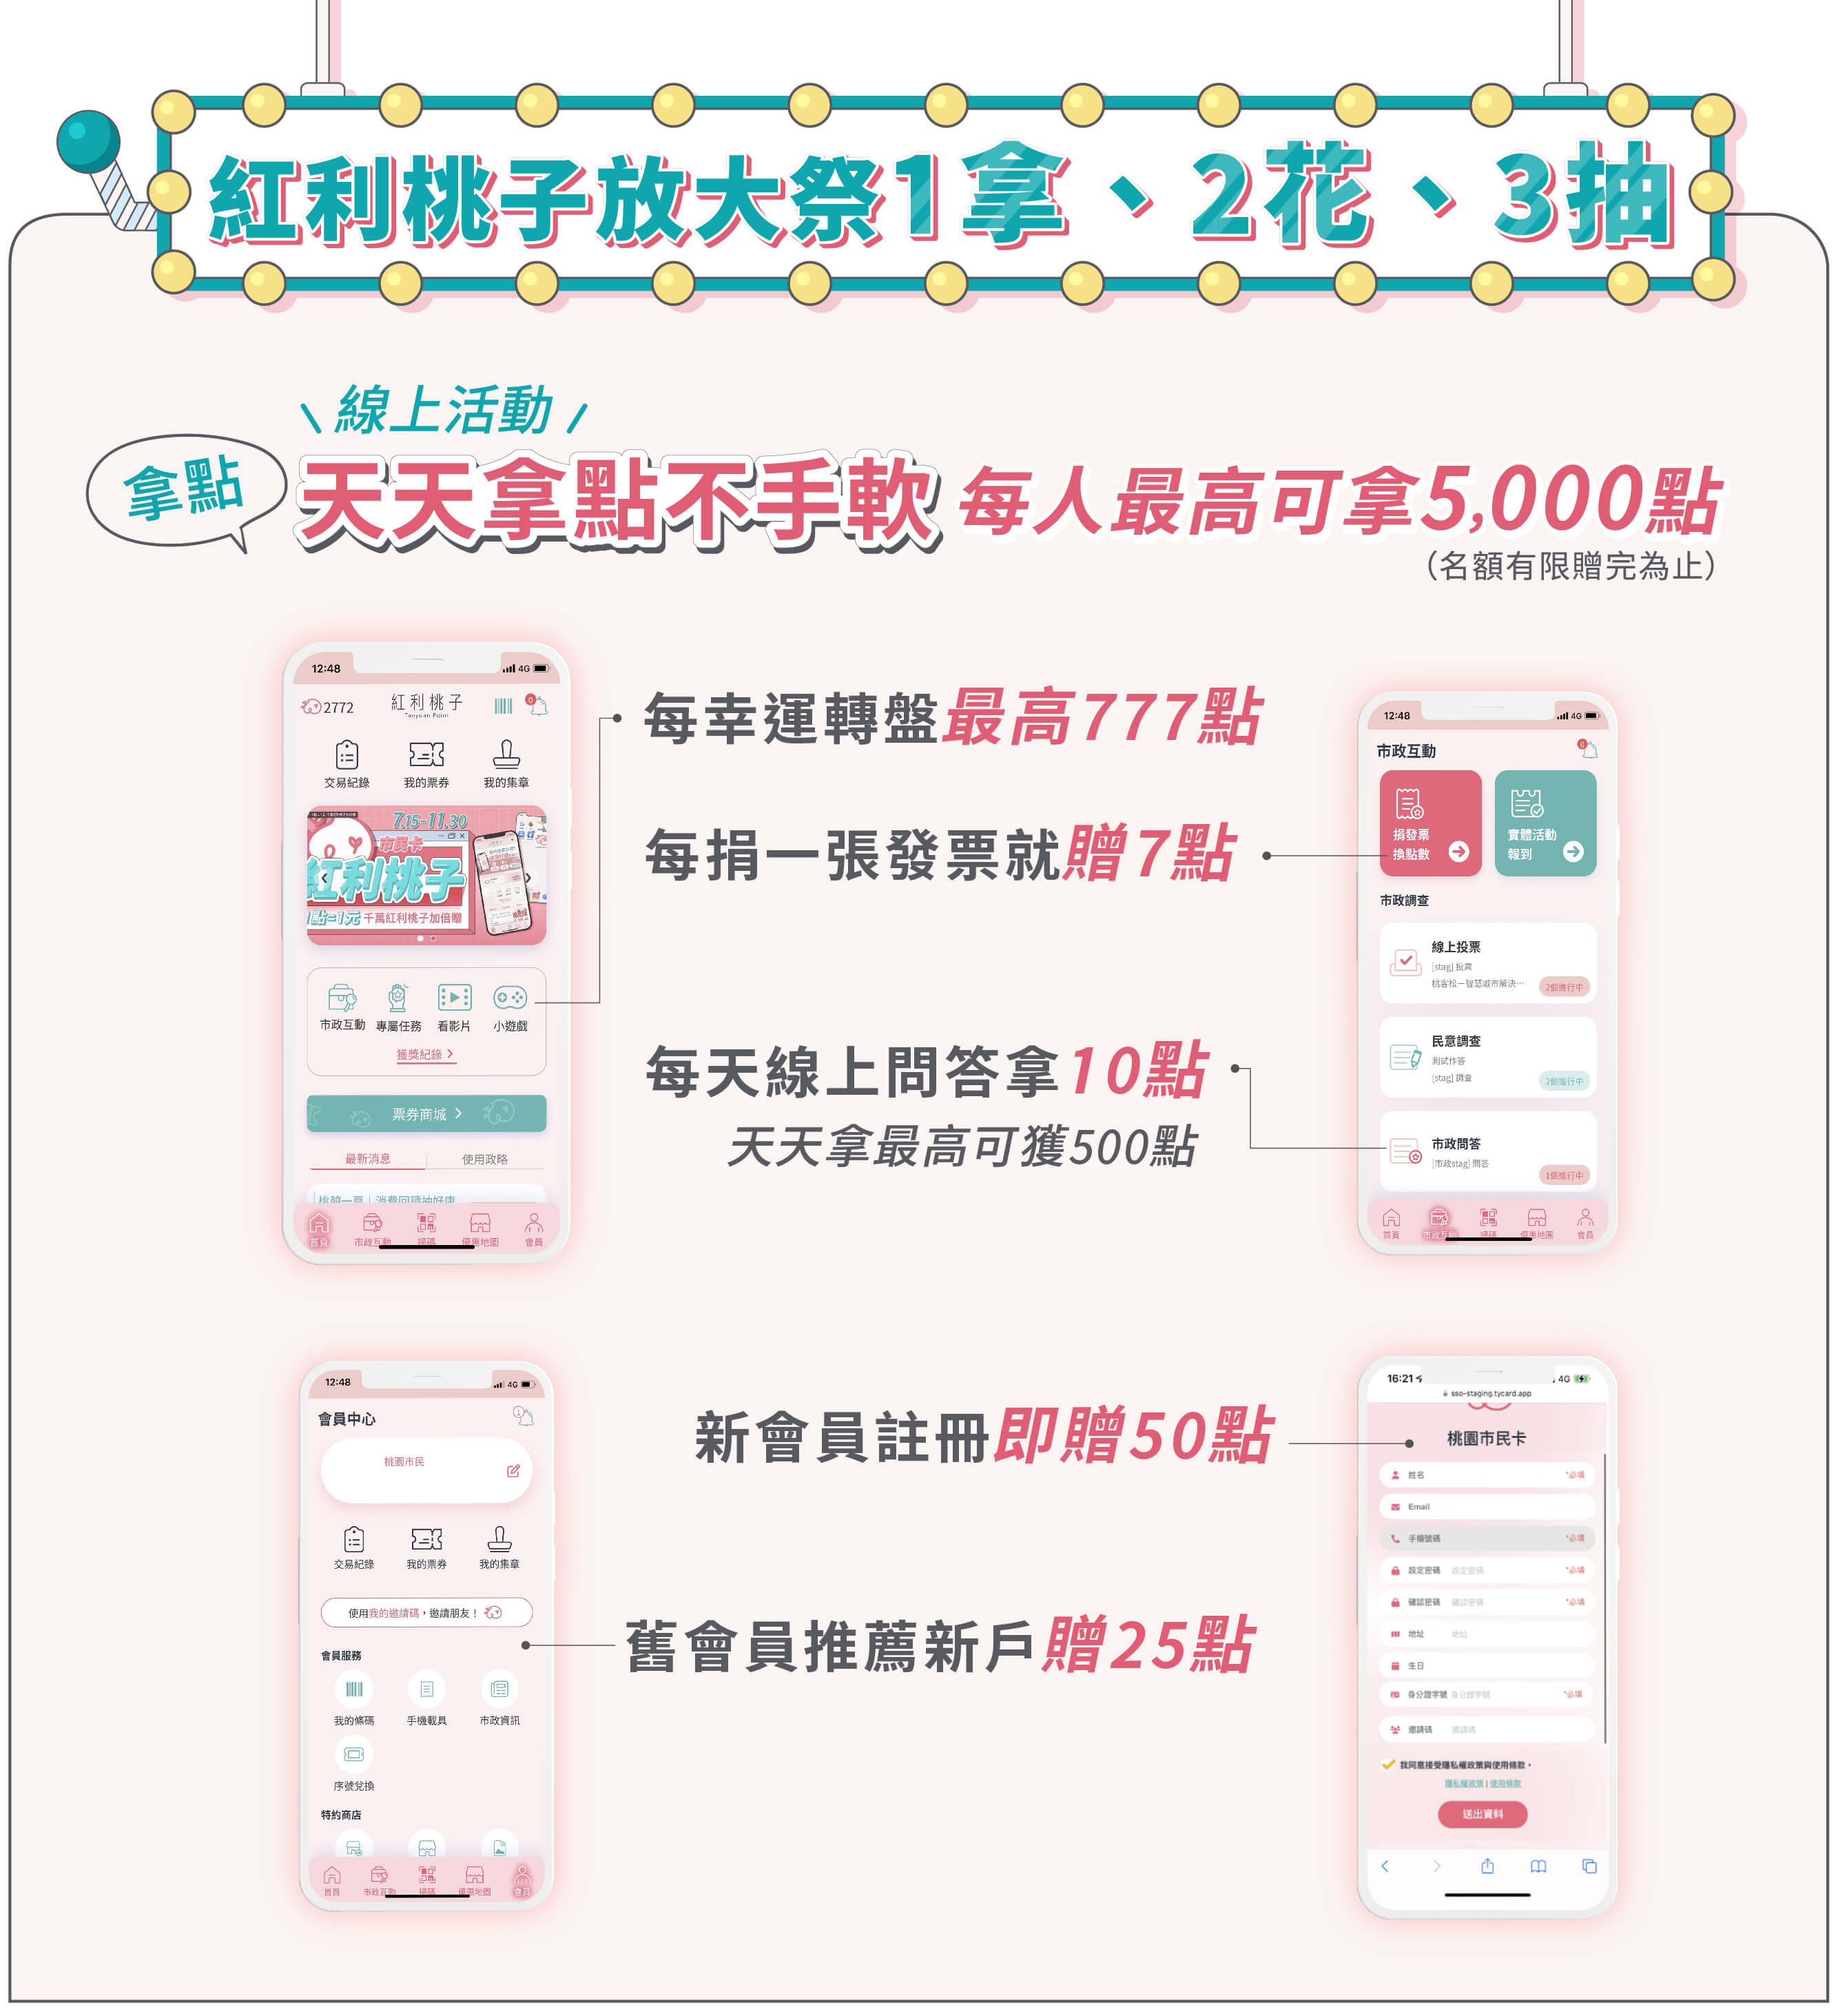 紅利桃子放大祭1拿、2花、3抽
線上活動
拿點
天天拿點不手軟 每人最高可拿5,000點
（名額有限贈完為止）
12:48
4G
2772
紅利桃子
Taoyuan Point
0
交易紀錄
我的票券
我的集章
7.15-11.30
市民卡
紅利桃子
1點=1元 千萬紅利桃子加倍贈
市政互動
專屬任務
看影片
小遊戲
獲獎紀錄
票券商城
最新消息
使用攻略
首頁
市政互動
掃碼
優惠地圖
會員
每幸運轉盤最高777點
每捐一張發票就贈7點
每天線上問答拿10點
天天拿最高可獲500點
12:48
4G
市政互動
0
捐發票
換點數
實體活動
報到
市政調查
線上投票
[stag] 投票
桃客松－智慧城市解決…
2個進行中
民意調查
測試作答
[stag] 調查
2個進行中
市政問答
[市政stag] 問答
1個進行中
首頁
市政互動
掃碼
優惠地圖
會員
12:48
4G
會員中心
1
桃園市民
交易紀錄
我的票券
我的集章
使用我的邀請碼，邀請朋友！
會員服務
我的條碼
手機載具
市政資訊
序號兌換
特約商店
首頁
市政互動
掃碼
優惠地圖
會員
新會員註冊即贈50點
舊會員推薦新戶贈25點
16:21
4G
sso-staging.tycard.app
桃園市民卡
姓名 *必填
Email
手機號碼 *必填
設定密碼 設定密碼 *必填
確認密碼 確認密碼 *必填
地址 地址
生日
身分證字號 身分證字號 *必填
邀請碼 邀請碼
我同意接受隱私權政策與使用條款。
隱私權政策 | 使用條款
送出資料